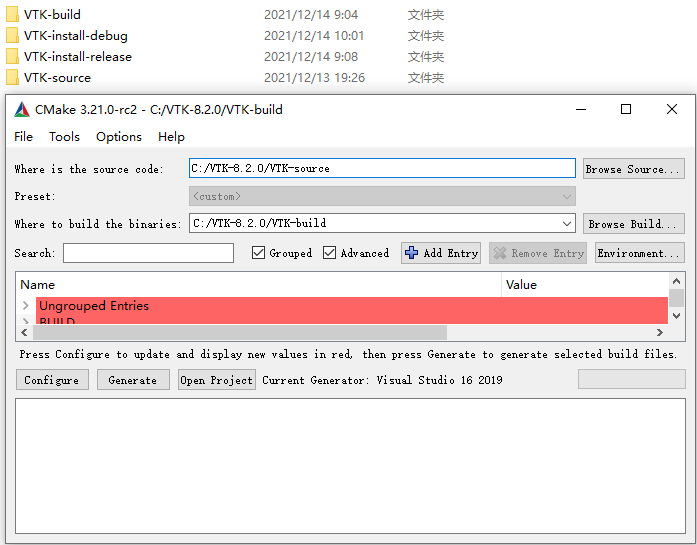 VTK-build 2021/12/14 9:04 文件夹
VTK-install-debug 2021/12/14 10:01 文件夹
VTK-install-release 2021/12/14 9:08 文件夹
VTK-source 2021/12/13 19:26 文件夹
CMake 3.21.0-rc2 - C:/VTK-8.2.0/VTK-build
File Tools Options Help
Where is the source code: C:/VTK-8.2.0/VTK-source Browse Source...
Preset: <custom>
Where to build the binaries: C:/VTK-8.2.0/VTK-build Browse Build...
Search: Grouped Advanced Add Entry Remove Entry Environment...
Name Value
Ungrouped Entries
BUILD
Press Configure to update and display new values in red, then press Generate to generate selected build files.
Configure Generate Open Project Current Generator: Visual Studio 16 2019